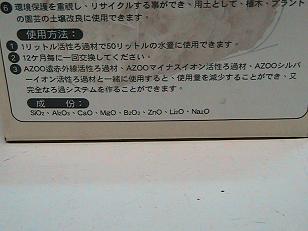 ⑥ 環境保護を重視し、リサイクルする事ができ、用土として、植木、プラント
の園芸の土壌改良に使用できます。
使用方法：
① 1リットル活性ろ過材で50リットルの水量に使用できます。
② 12ケ月毎に一回交換してください。
③ AZOO遠赤外線活性ろ過材、AZOOマイナスイオン活性ろ過材、AZOOシルバ
ーイオン活性ろ過材と一緒に使用すると、使用量を減少することができ、又
完全なろ過システムを作ることができます。
成 份：
SiO₂、Al₂O₃、CaO、MgO、B₂O₃、ZnO、Li₂O、Na₂O